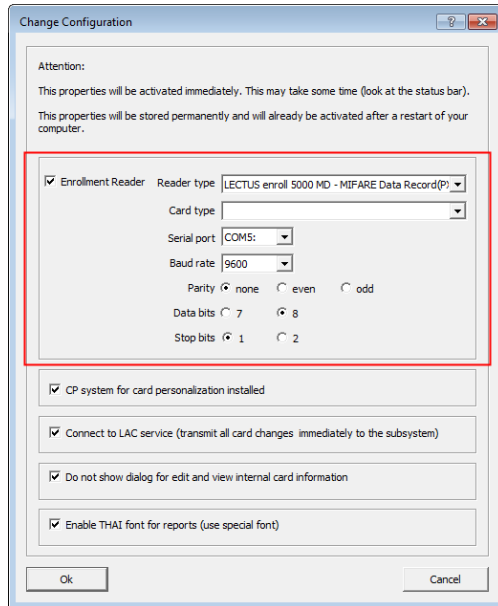 Change Configuration
Attention:
This properties will be activated immediately. This may take some time (look at the status bar).
This properties will be stored permanently and will already be activated after a restart of your
computer.
Enrollment Reader Reader type LECTUS enroll 5000 MD - MIFARE Data Record(P)
Card type
Serial port COM5:
Baud rate 9600
Parity none even odd
Data bits 7 8
Stop bits 1 2
CP system for card personalization installed
Connect to LAC service (transmit all card changes immediately to the subsystem)
Do not show dialog for edit and view internal card information
Enable THAI font for reports (use special font)
Ok Cancel